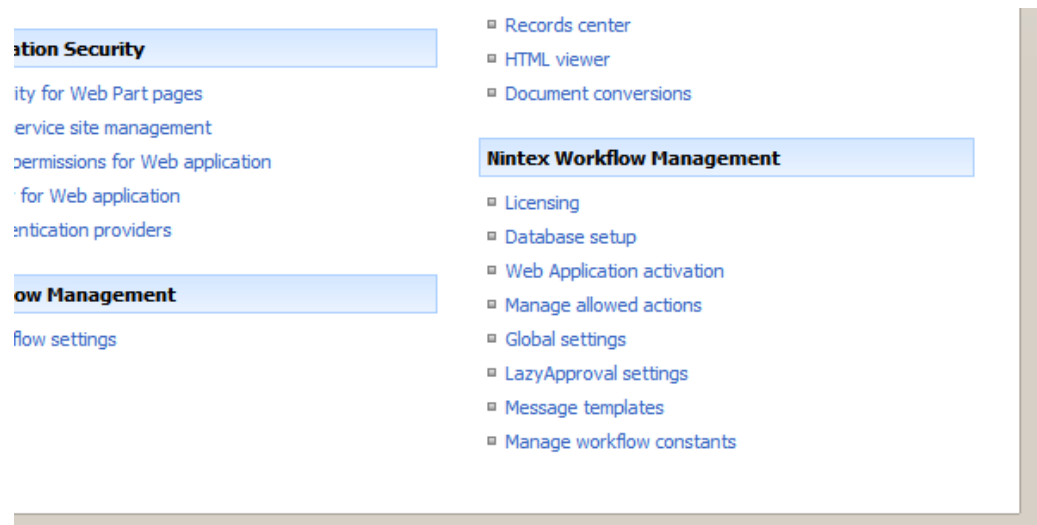 ation Security
ity for Web Part pages
ervice site management
permissions for Web application
for Web application
entication providers
ow Management
flow settings
Records center
HTML viewer
Document conversions
Nintex Workflow Management
Licensing
Database setup
Web Application activation
Manage allowed actions
Global settings
LazyApproval settings
Message templates
Manage workflow constants